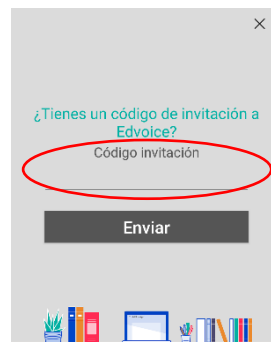 ¿Tienes un código de invitación a
Edvoice?
Código invitación
Enviar